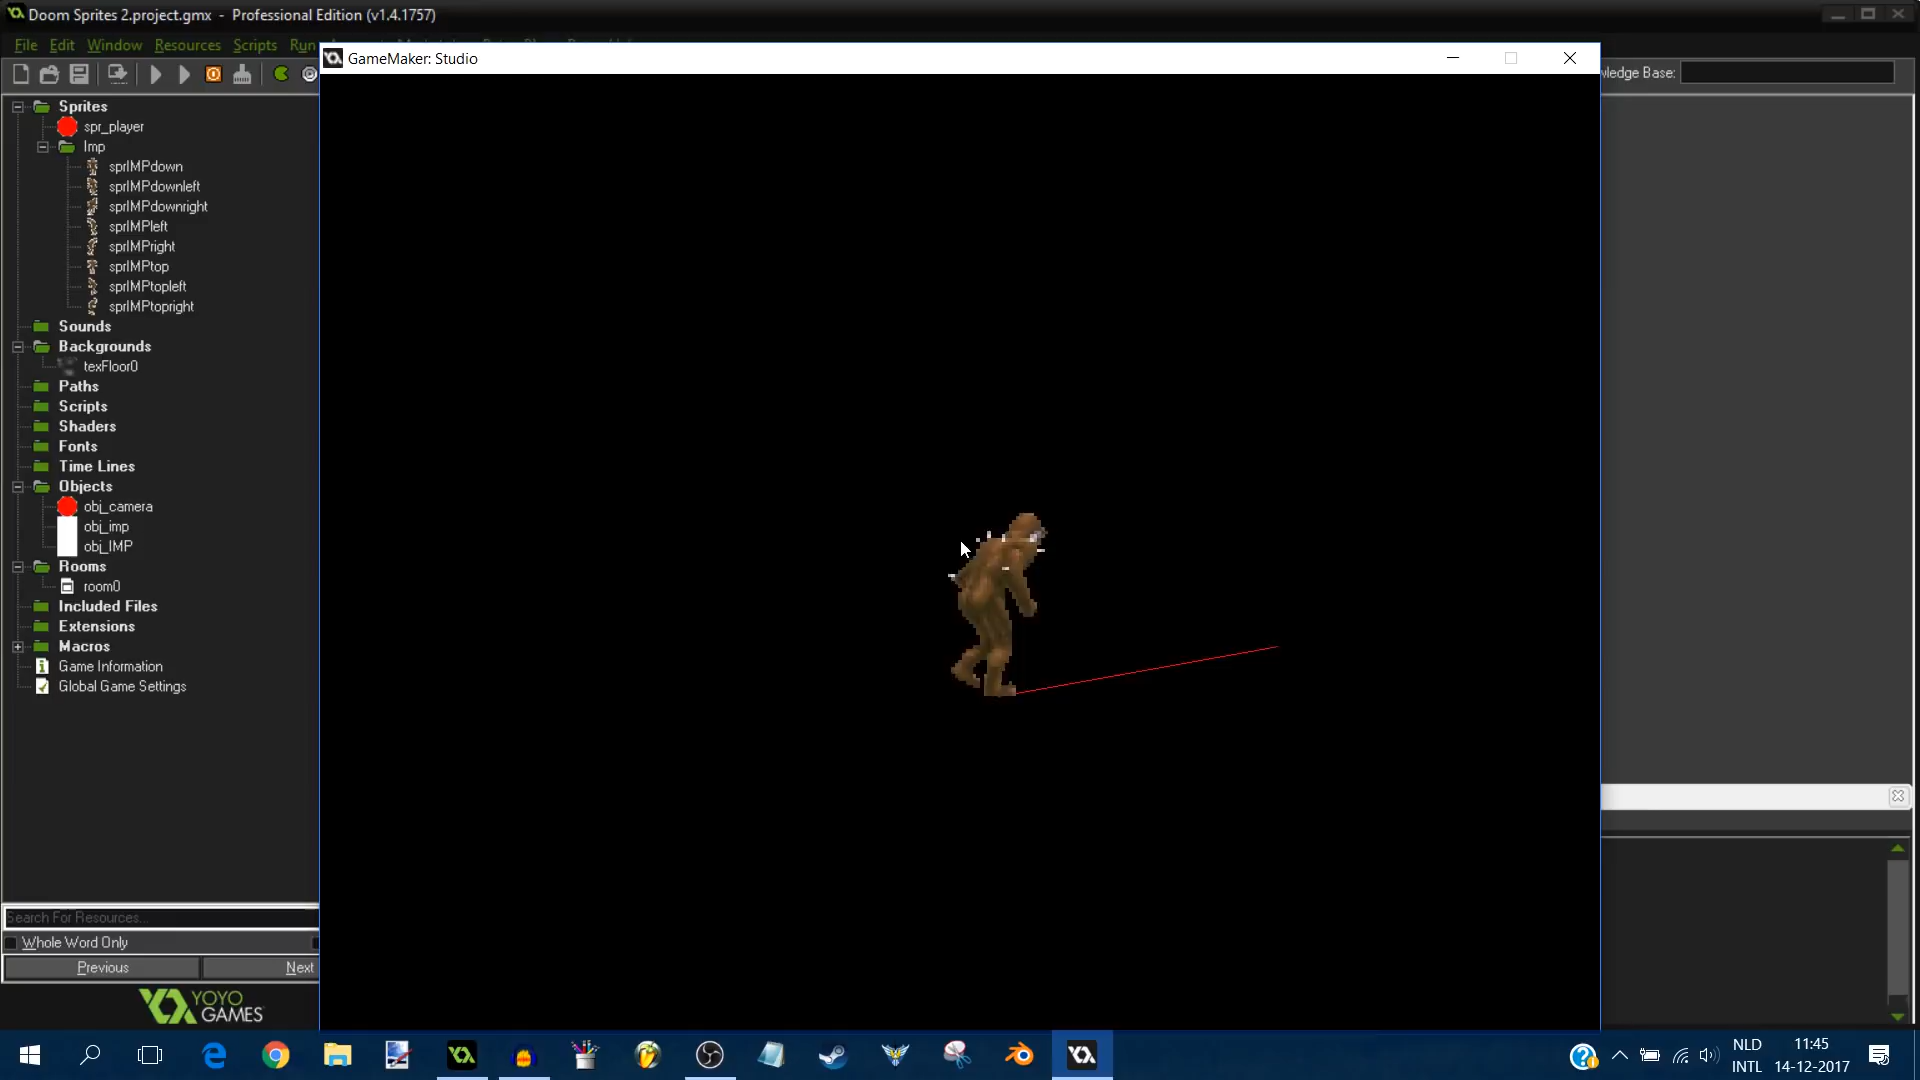 Doom Sprites 2.project.gmx - Professional Edition (v1.4.1757)
File Edit Window Resources Scripts Run
GameMaker: Studio
wledge Base:
Sprites
spr_player
Imp
sprIMPdown
sprIMPdownleft
sprIMPdownright
sprIMPleft
sprIMPright
sprIMPtop
sprIMPtopleft
sprIMPtopright
Sounds
Backgrounds
texFloor0
Paths
Scripts
Shaders
Fonts
Time Lines
Objects
obj_camera
obj_imp
obj_IMP
Rooms
room0
Included Files
Extensions
Macros
Game Information
Global Game Settings
Search For Resources...
Whole Word Only
Previous Next
YOYO
GAMES
NLD 11:45
INTL 14-12-2017